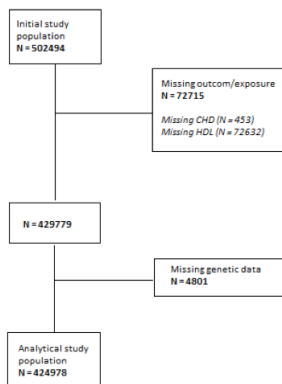 Initial study
population
N = 502494
Missing outcom/exposure
N = 72715
Missing CHD (N = 453)
Missing HDL (N = 72632)
N = 429779
Missing genetic data
N = 4801
Analytical study
population
N = 424978